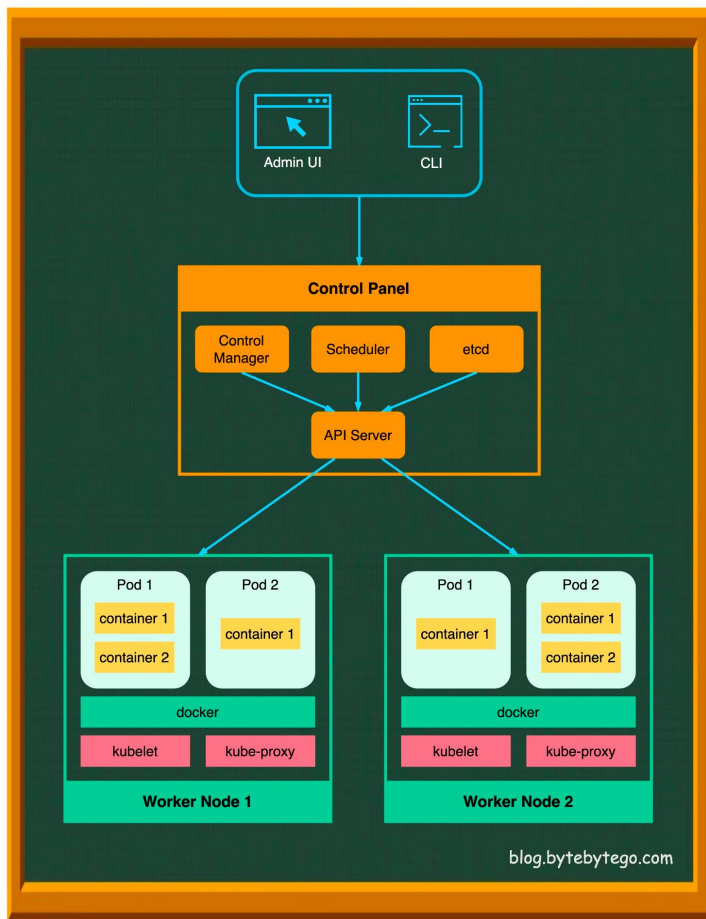 Admin UI
CLI
Control Panel
Control
Manager
Scheduler
etcd
API Server
Pod 1
container 1
container 2
Pod 2
container 1
docker
kubelet
kube-proxy
Worker Node 1
Pod 1
container 1
Pod 2
container 1
container 2
docker
kubelet
kube-proxy
Worker Node 2
blog.bytebytego.com